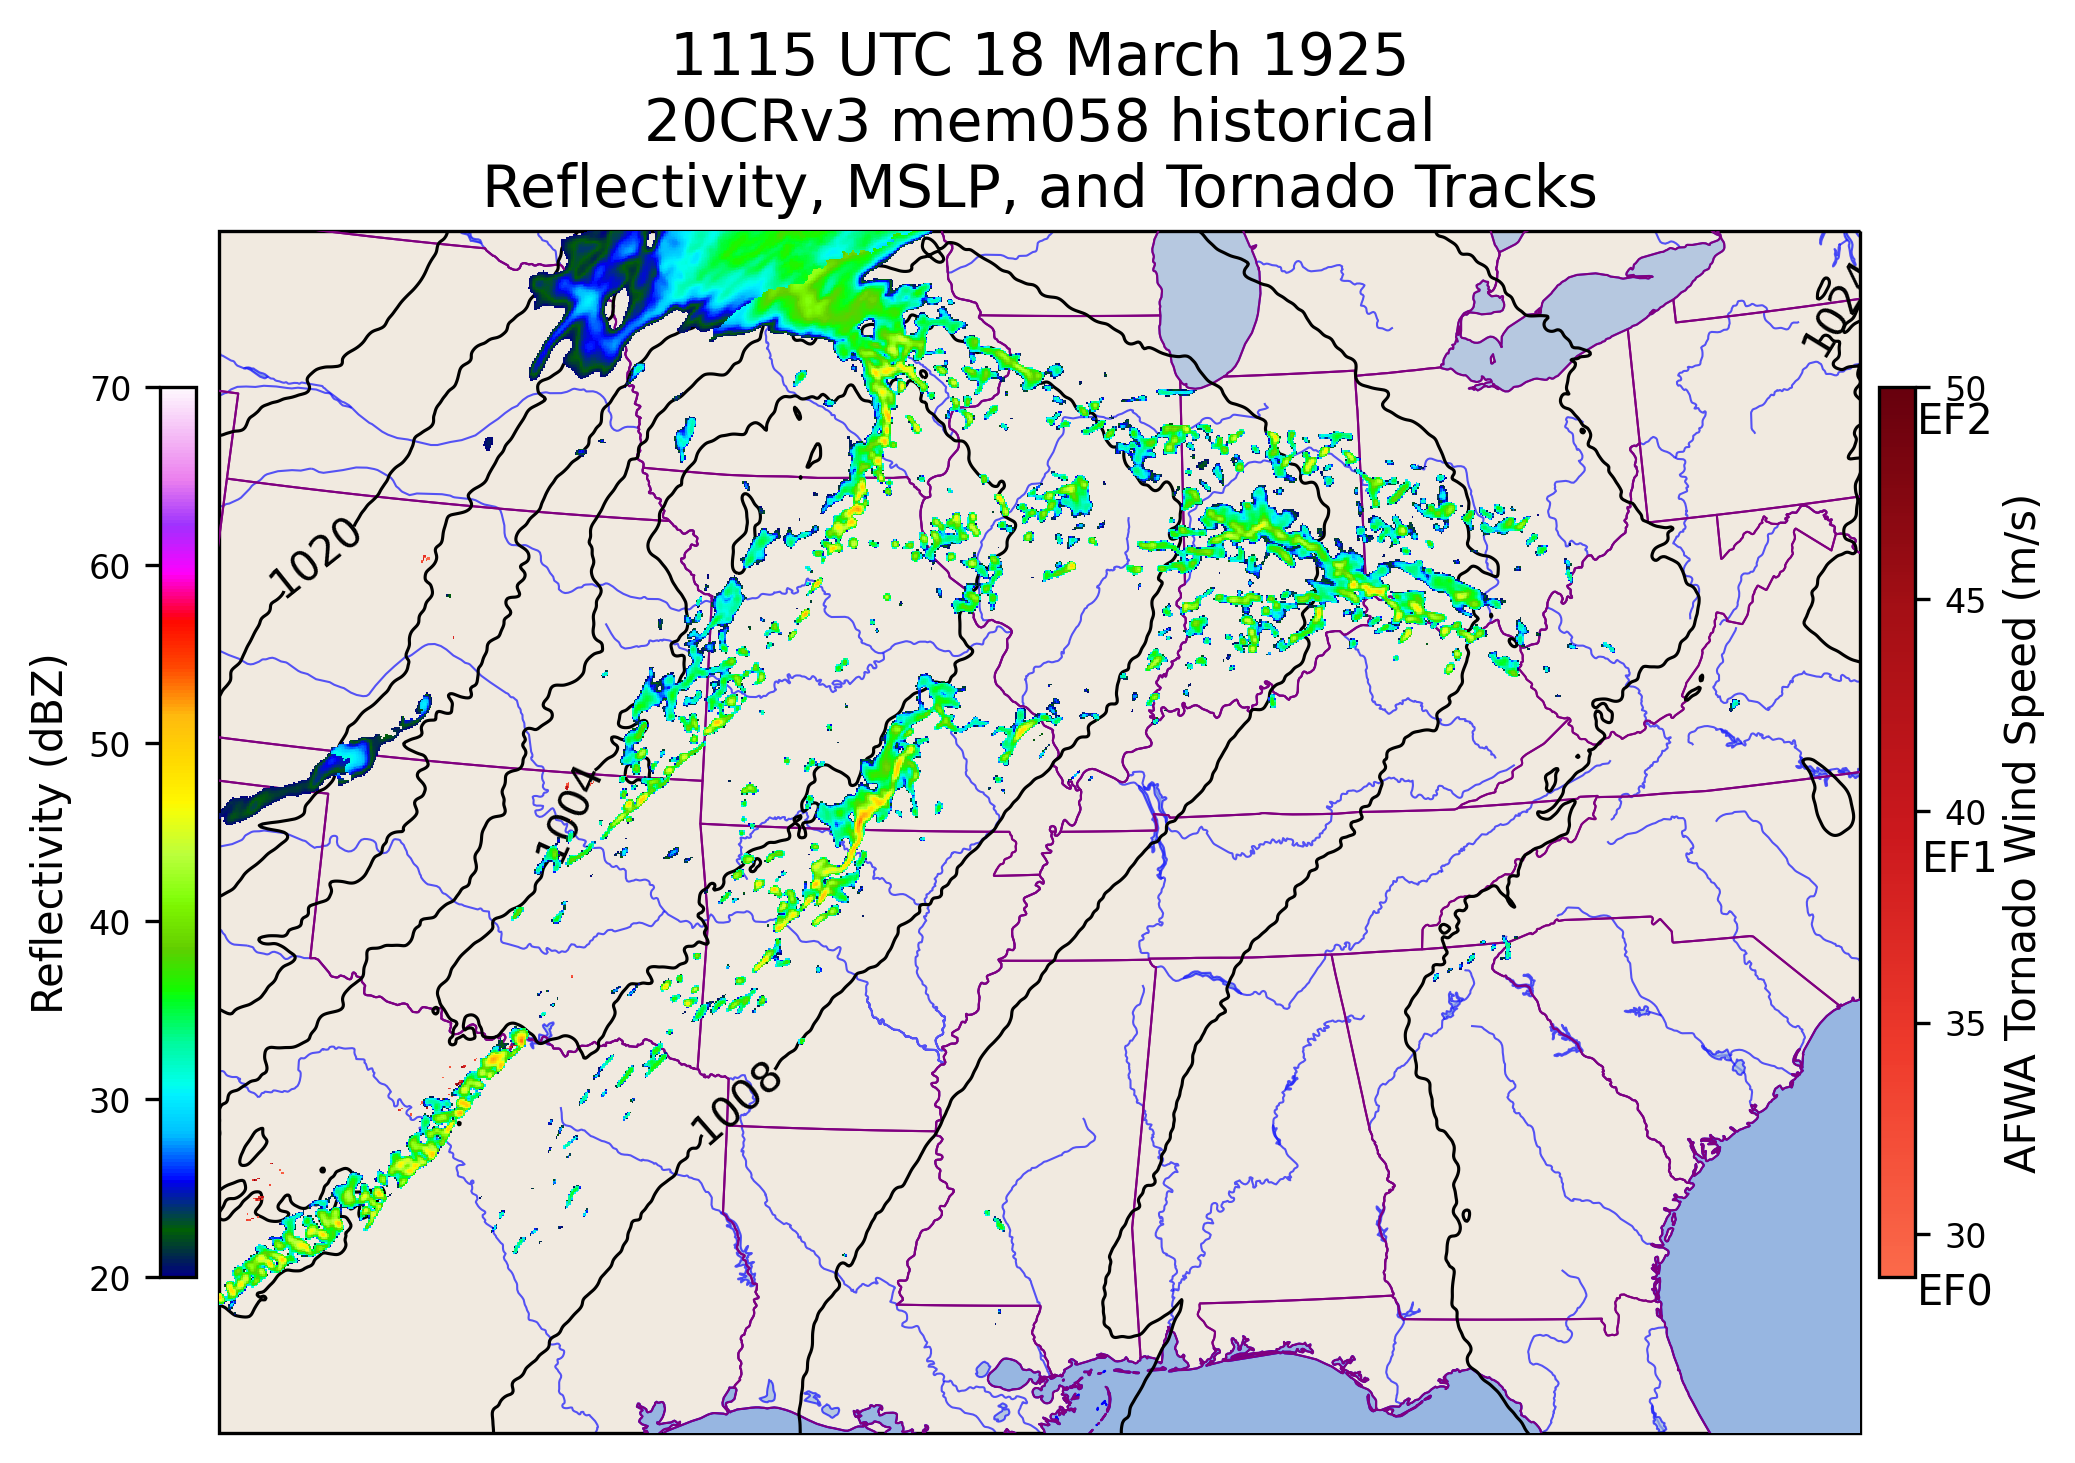 1115 UTC 18 March 1925
20CRv3 mem058 historical
Reflectivity, MSLP, and Tornado Tracks
1024
1020
1004
1008
70
60
50
40
30
20
Reflectivity (dBZ)
50
EF2
45
40
EF1
35
30
EF0
AFWA Tornado Wind Speed (m/s)